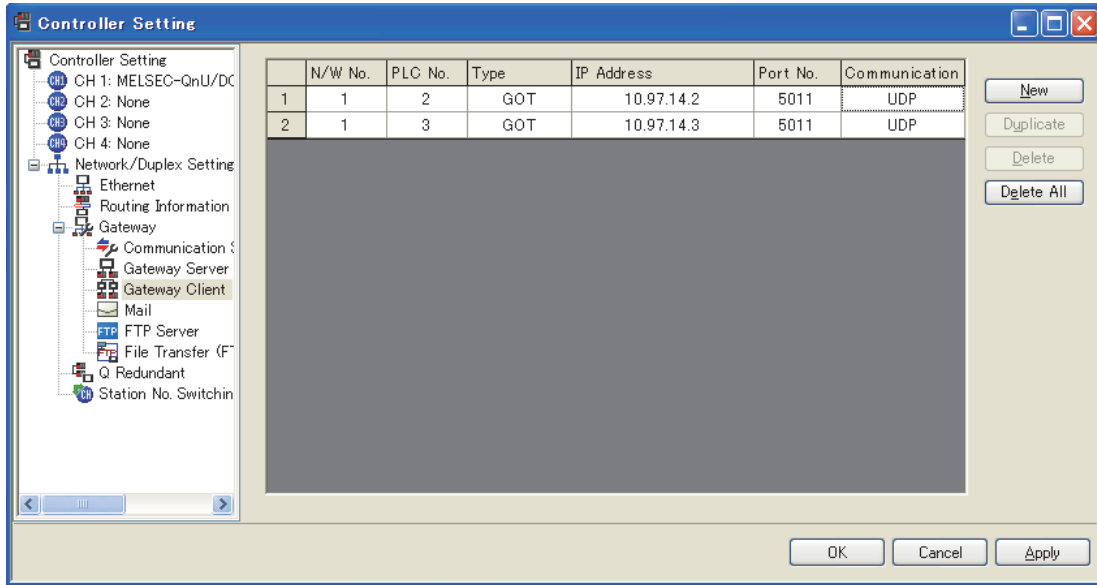 Controller Setting
Controller Setting
CH1 CH 1: MELSEC-QnU/DC
CH2 CH 2: None
CH3 CH 3: None
CH4 CH 4: None
Network/Duplex Setting
Ethernet
Routing Information
Gateway
Communication S
Gateway Server
Gateway Client
Mail
FTP FTP Server
FTP File Transfer (FT
Q Redundant
CH Station No. Switchin
N/W No. PLC No. Type IP Address Port No. Communication
1 1 2 GOT 10.97.14.2 5011 UDP
2 1 3 GOT 10.97.14.3 5011 UDP
New
Duplicate
Delete
Delete All
OK Cancel Apply